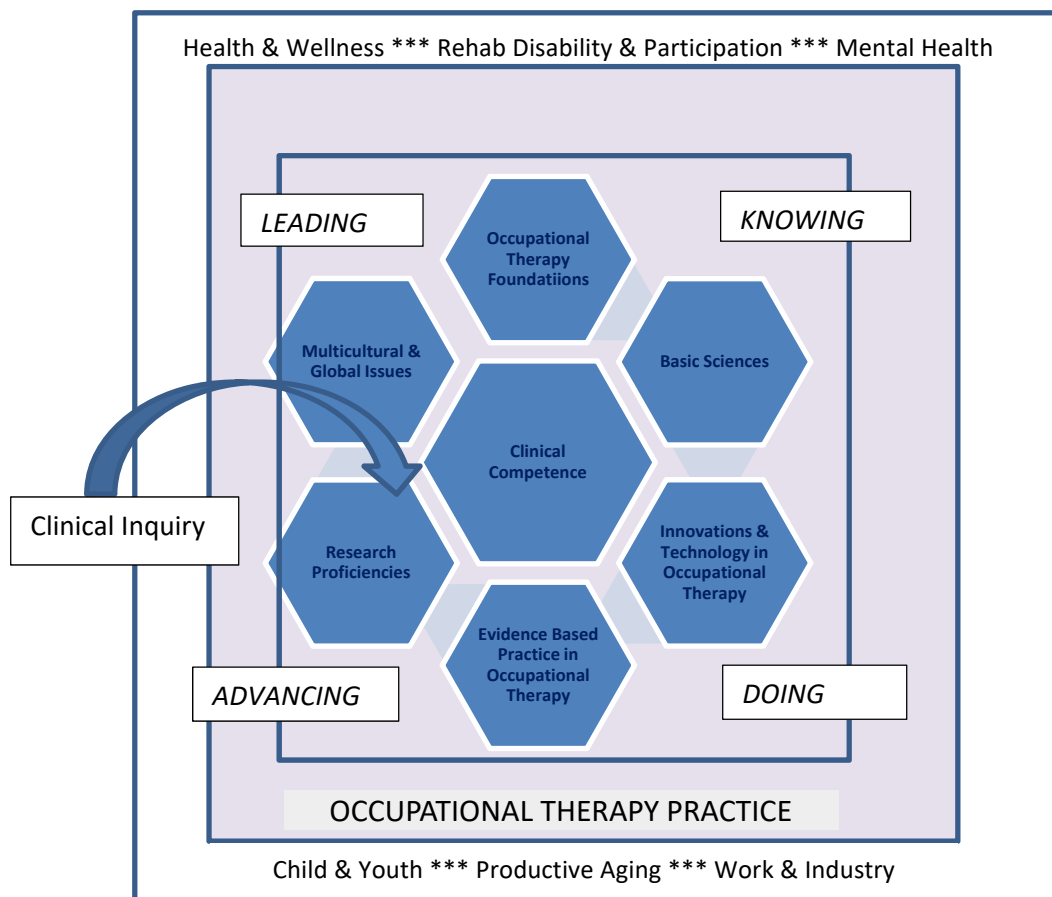 Health & Wellness *** Rehab Disability & Participation *** Mental Health
LEADING
KNOWING
Occupational
Therapy
Foundatiions
Multicultural &
Global Issues
Basic Sciences
Clinical
Competence
Clinical Inquiry
Research
Proficiencies
Innovations &
Technology in
Occupational
Therapy
Evidence Based
Practice in
Occupational
Therapy
ADVANCING
DOING
OCCUPATIONAL THERAPY PRACTICE
Child & Youth *** Productive Aging *** Work & Industry